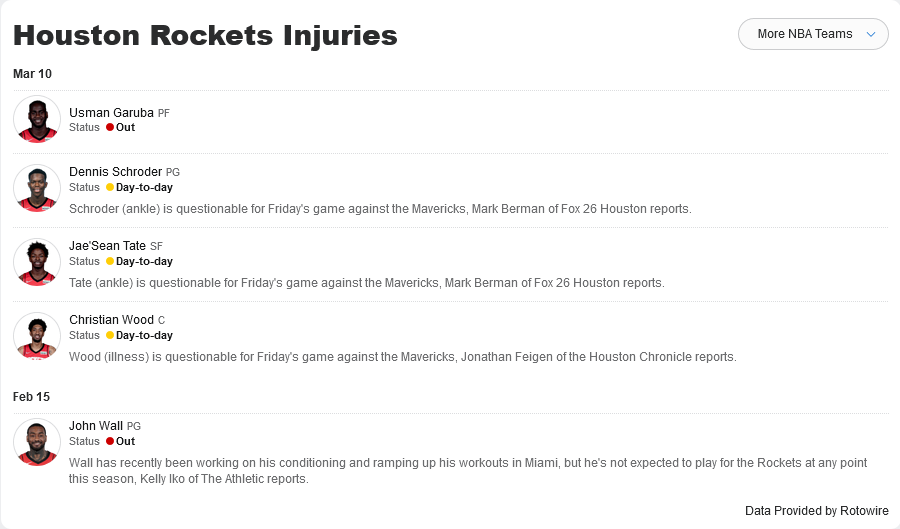 Houston Rockets Injuries
More NBA Teams
Mar 10
Usman Garuba PF
Status Out
Dennis Schroder PG
Status Day-to-day
Schroder (ankle) is questionable for Friday's game against the Mavericks, Mark Berman of Fox 26 Houston reports.
Jae'Sean Tate SF
Status Day-to-day
Tate (ankle) is questionable for Friday's game against the Mavericks, Mark Berman of Fox 26 Houston reports.
Christian Wood C
Status Day-to-day
Wood (illness) is questionable for Friday's game against the Mavericks, Jonathan Feigen of the Houston Chronicle reports.
Feb 15
John Wall PG
Status Out
Wall has recently been working on his conditioning and ramping up his workouts in Miami, but he's not expected to play for the Rockets at any point
this season, Kelly Iko of The Athletic reports.
Data Provided by Rotowire